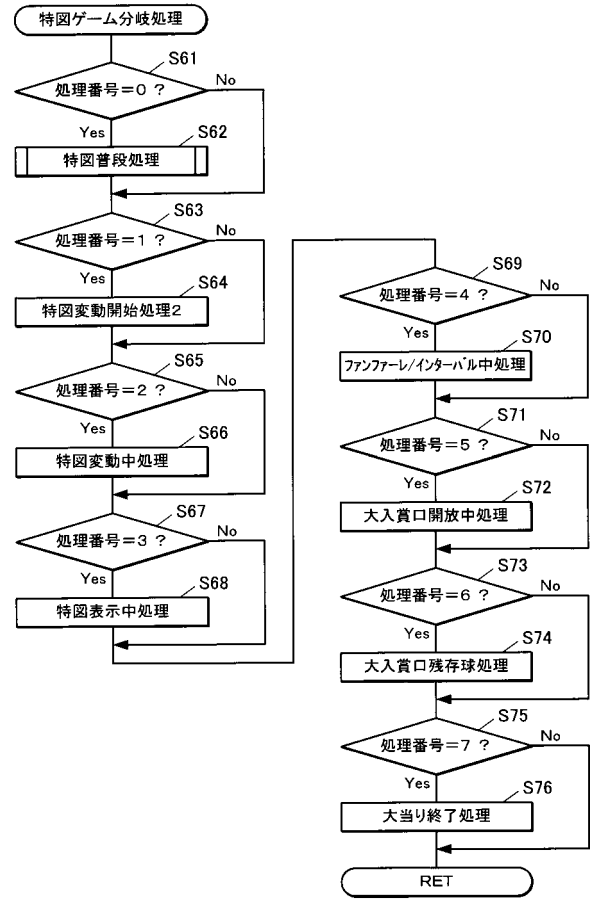 特図ゲーム分岐処理
S61
処理番号=0 ?
No
Yes
S62
特図普段処理
S63
処理番号=1 ?
No
Yes
S64
特図変動開始処理2
S65
処理番号=2 ?
No
Yes
S66
特図変動中処理
S67
処理番号=3 ?
No
Yes
S68
特図表示中処理
S69
処理番号=4 ?
No
Yes
S70
ファンファーレ/インターバル中処理
S71
処理番号=5 ?
No
Yes
S72
大入賞口開放中処理
S73
処理番号=6 ?
No
Yes
S74
大入賞口残存球処理
S75
処理番号=7 ?
No
Yes
S76
大当り終了処理
RET